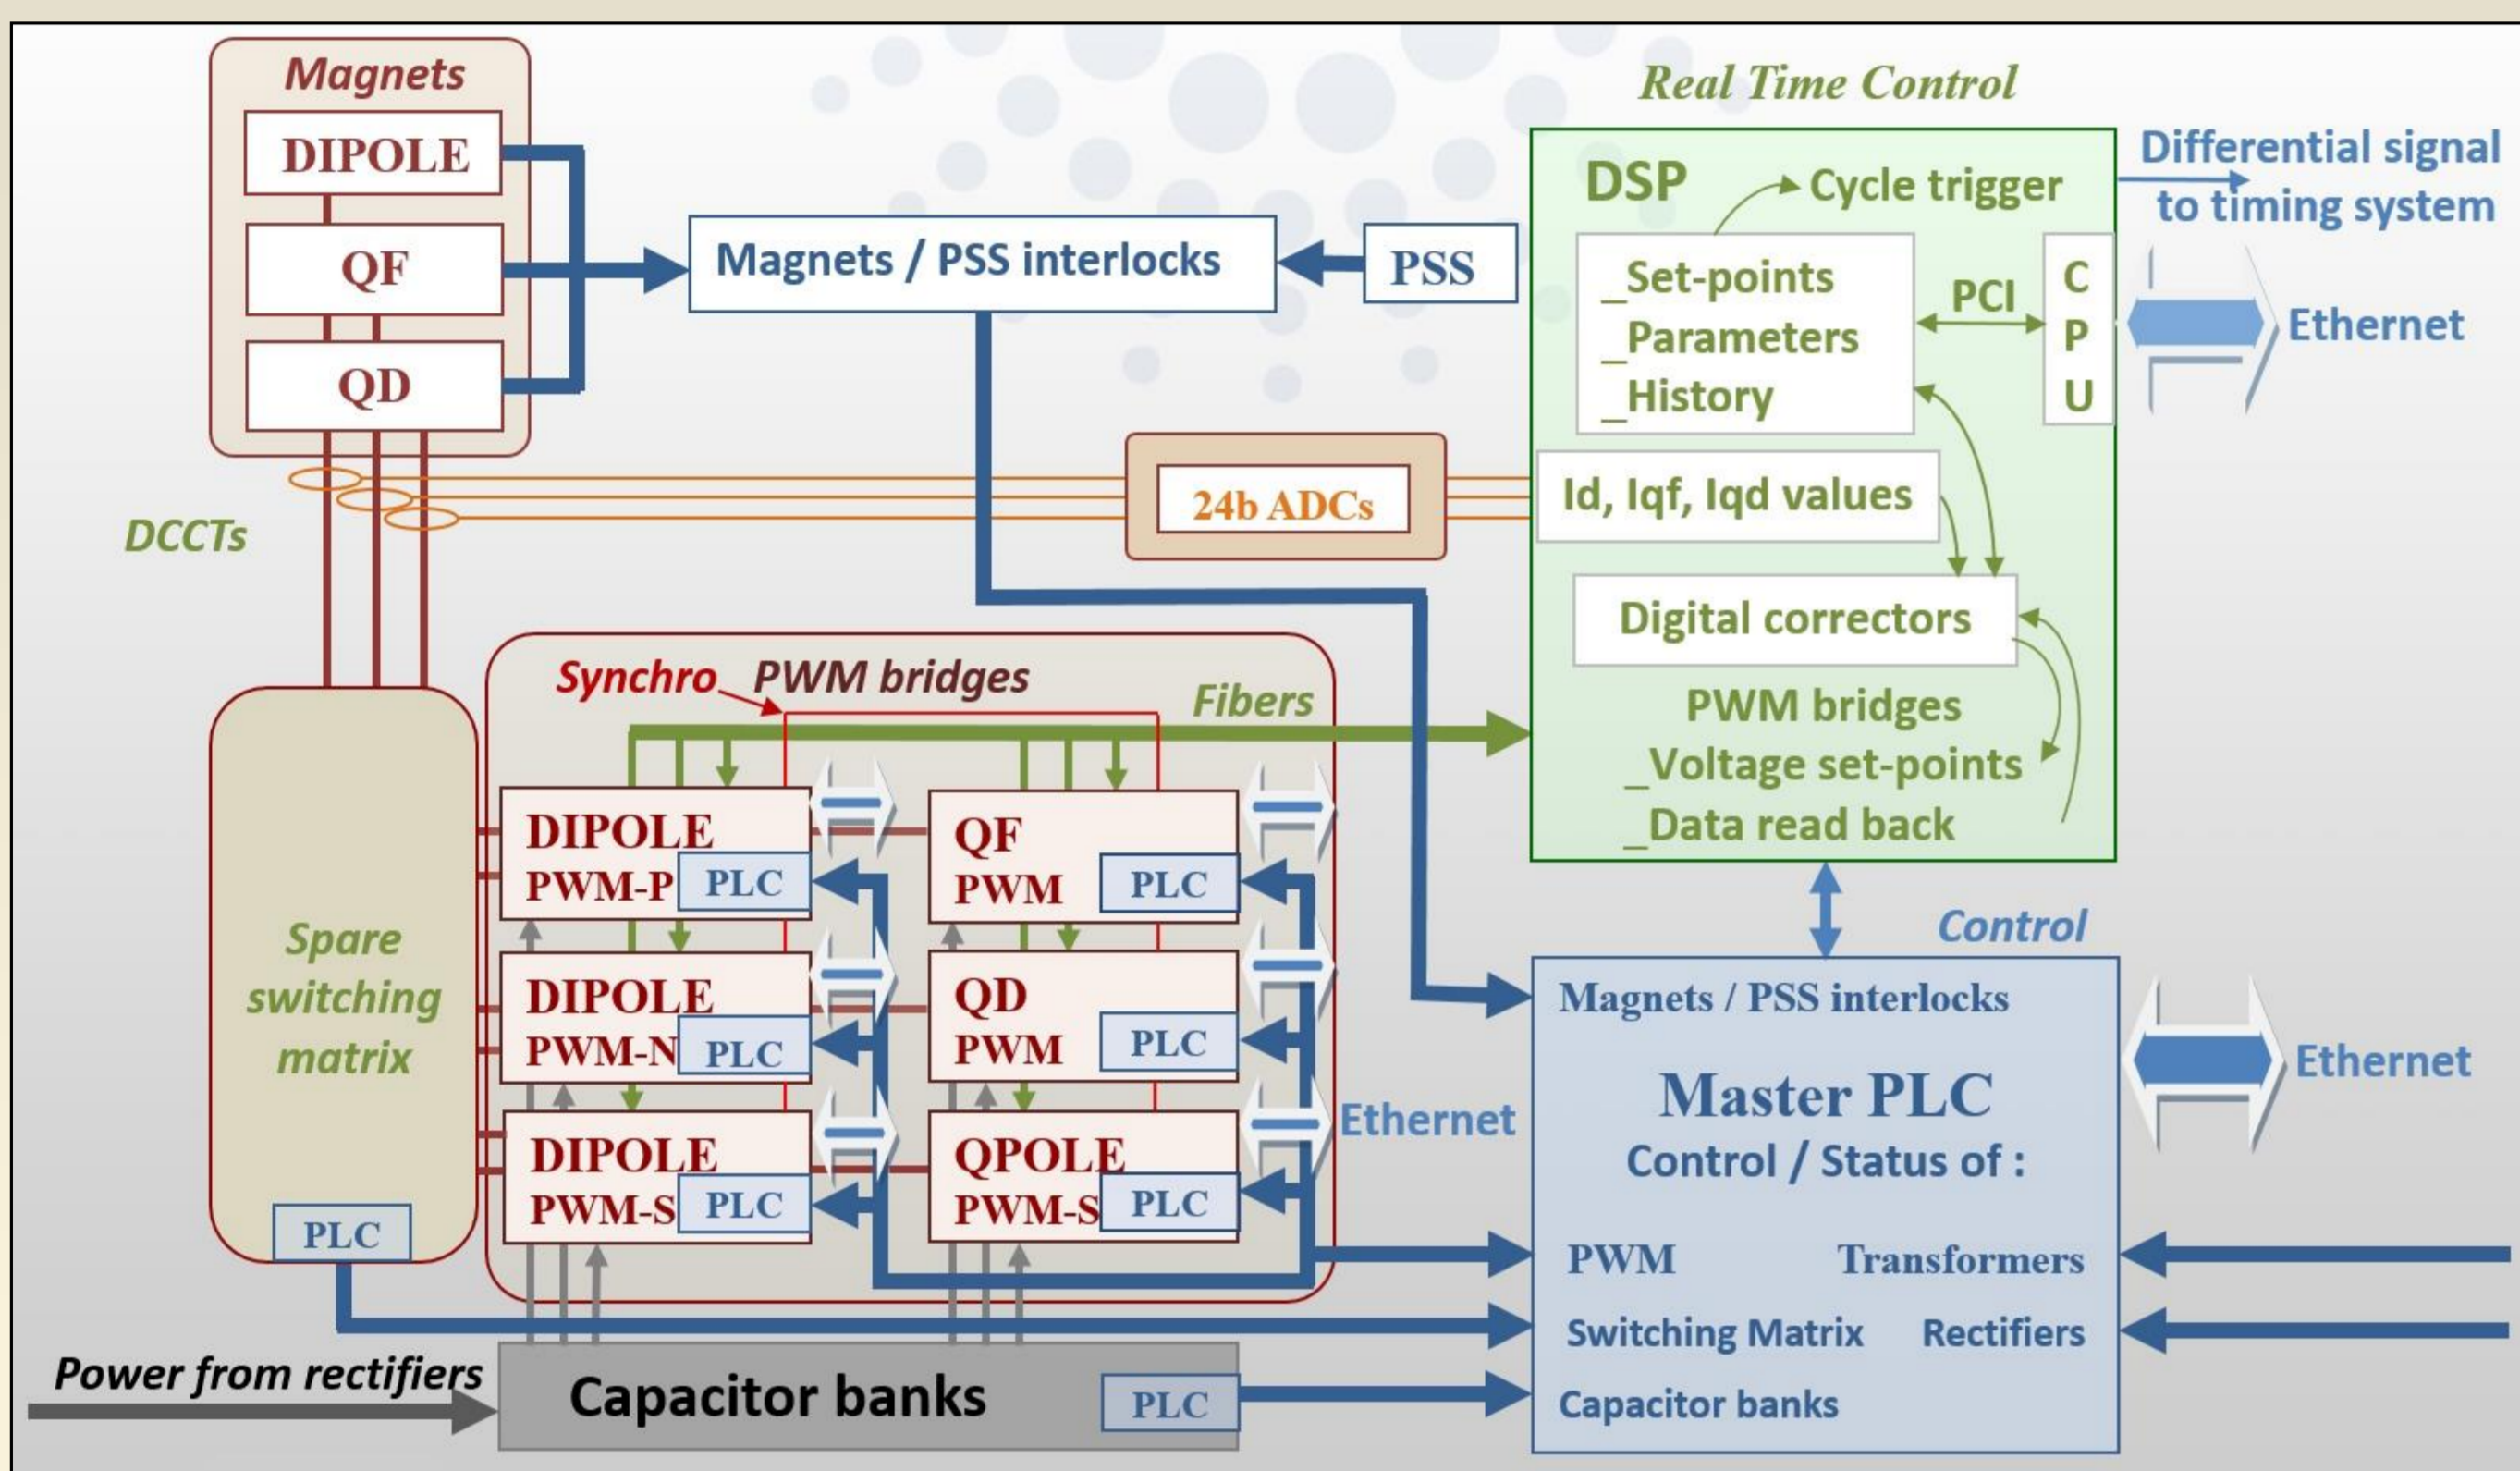 Magnets
DIPOLE
QF
QD
Magnets / PSS interlocks
PSS
Real Time Control
DSP
Cycle trigger
_Set-points
_Parameters
_History
PCI
C
P
U
Differential signal
to timing system
Ethernet
DCCTs
24b ADCs
Id, Iqf, Iqd values
Digital correctors
PWM bridges
_Voltage set-points
_Data read back
Synchro
PWM bridges
Fibers
DIPOLE
PWM-P
PLC
QF
PWM
PLC
DIPOLE
PWM-N
PLC
QD
PWM
PLC
DIPOLE
PWM-S
PLC
QPOLE
PWM-S
PLC
Ethernet
Spare
switching
matrix
PLC
Control
Magnets / PSS interlocks
Master PLC
Control / Status of :
PWM
Transformers
Switching Matrix
Rectifiers
Capacitor banks
Ethernet
Power from rectifiers
Capacitor banks
PLC